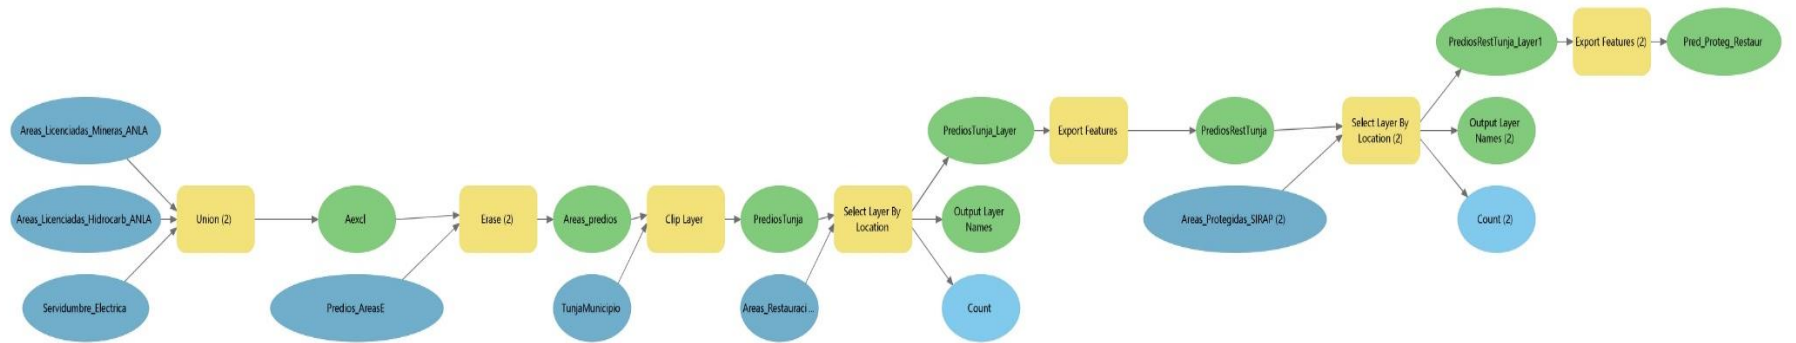 PrediosRestTunja_Layer1
Export Features (2)
Pred_Proteg_Restaur
Areas_Licenciadas_Mineras_ANLA
PrediosTunja_Layer
Export Features
PrediosRestTunja
Select Layer By
Location (2)
Output Layer
Names (2)
Areas_Licenciadas_Hidrocarb_ANLA
Union (2)
Aexcl
Erase (2)
Areas_predios
Clip Layer
PrediosTunja
Select Layer By
Location
Output Layer
Names
Areas_Protegidas_SIRAP (2)
Count (2)
Servidumbre_Electrica
Predios_AreasE
TunjaMunicipio
Areas_Restauraci...
Count